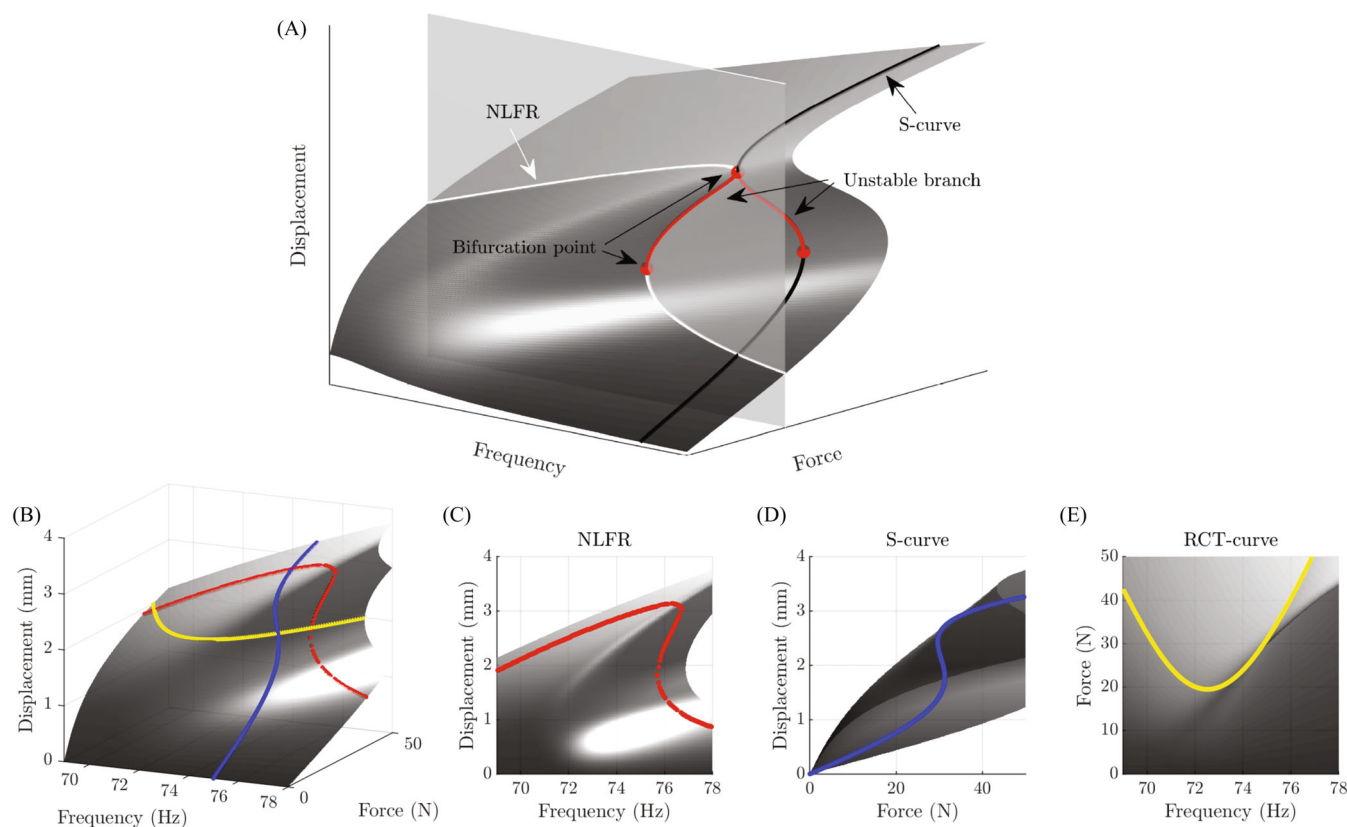 (A)
NLFR
S-curve
Unstable branch
Bifurcation point
Displacement
Frequency
Force
(B)
4
3
2
1
0
Displacement (mm)
70
72
74
76
78
Frequency (Hz)
0
50
Force (N)
(C)
NLFR
4
3
2
1
0
Displacement (mm)
70 72 74 76 78
Frequency (Hz)
(D)
S-curve
4
3
2
1
0
Displacement (mm)
0 20 40
Force (N)
(E)
RCT-curve
50
40
30
20
10
0
Force (N)
70 72 74 76 78
Frequency (Hz)